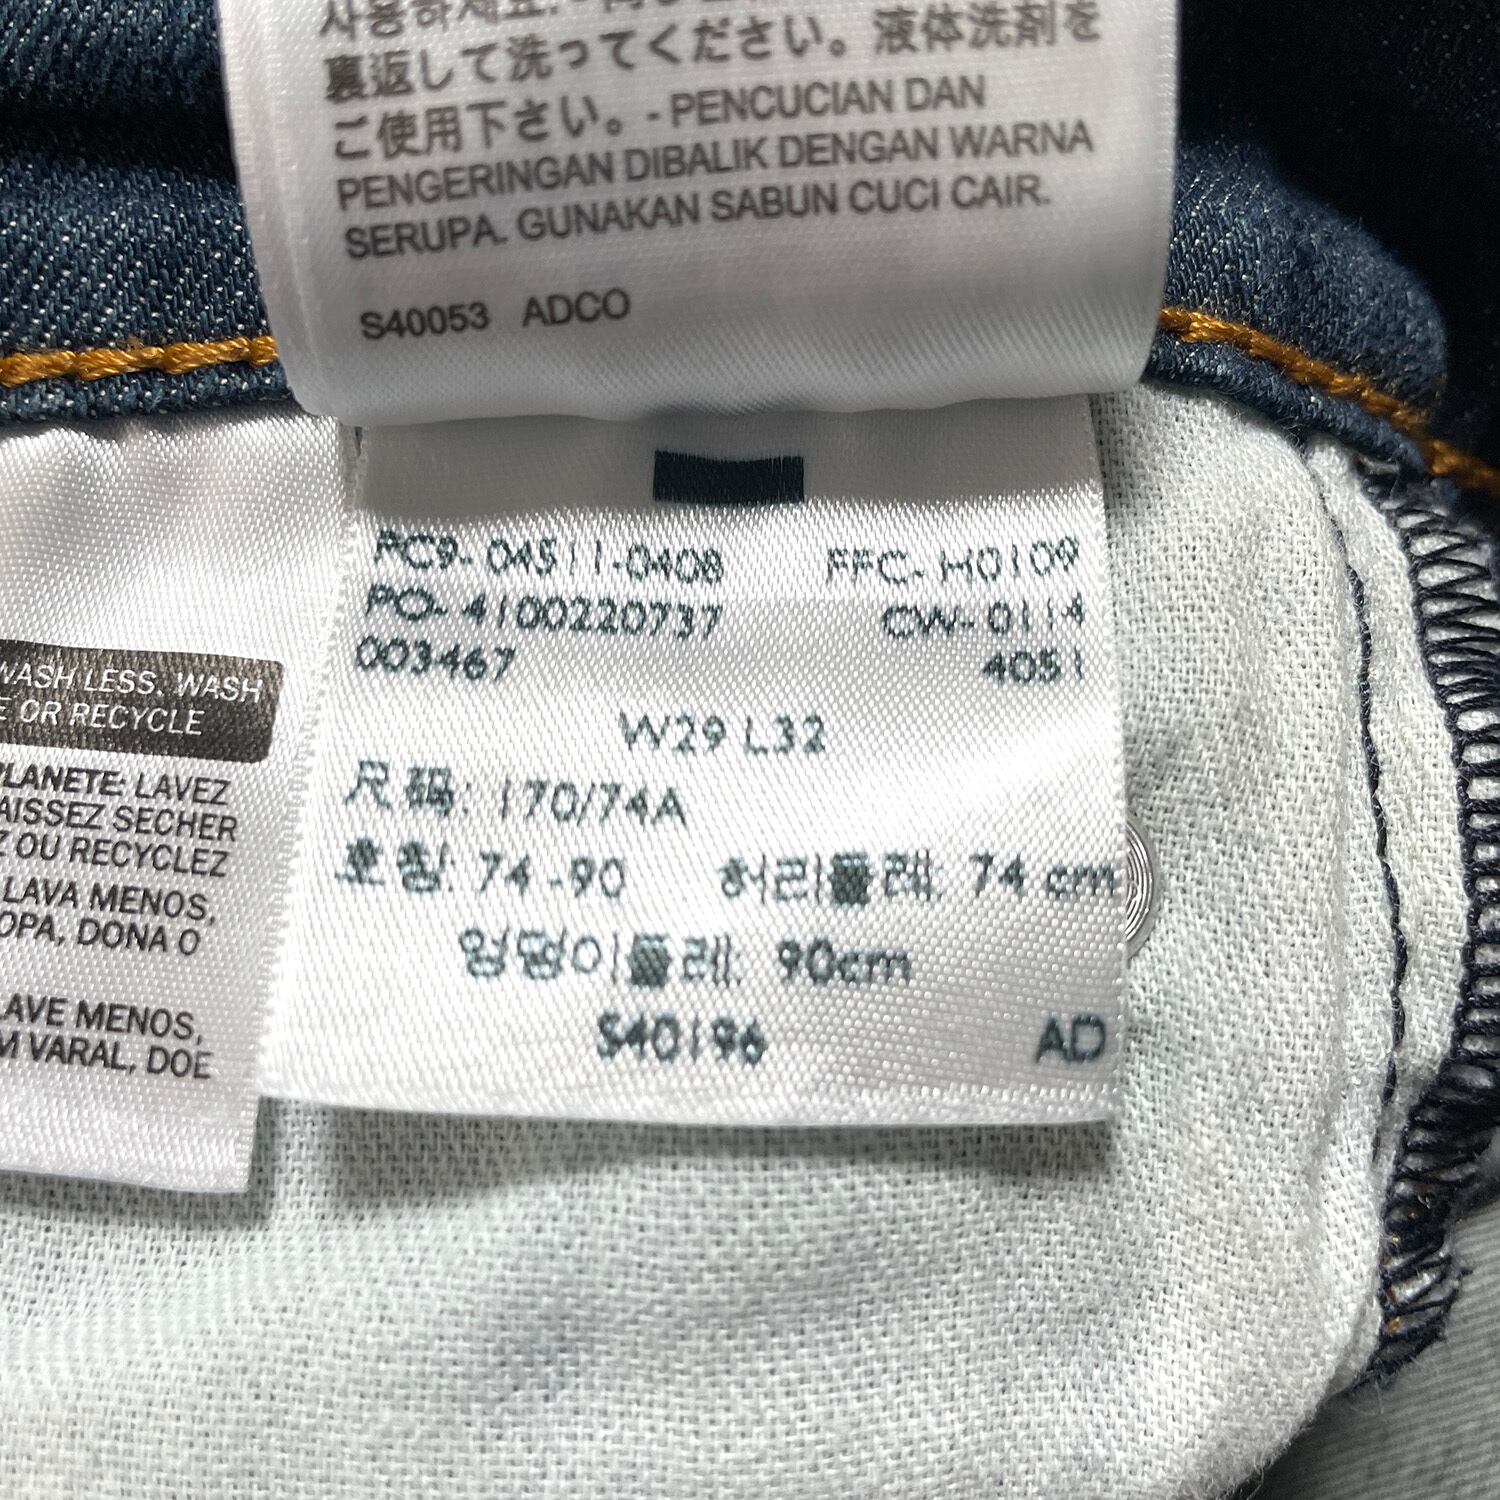 사용하세요.
裏返して洗ってください。液体洗剤を
ご使用下さい。- PENCUCIAN DAN
PENGERINGAN DIBALIK DENGAN WARNA
SERUPA. GUNAKAN SABUN CUCI CAIR.
S40053 ADCO
WASH LESS. WASH
E OR RECYCLE
PLANETE: LAVEZ
AISSEZ SECHER
Z OU RECYCLEZ
LAVA MENOS,
OPA, DONA O
LAVE MENOS,
M VARAL, DOE
PC9-04511-0408 FFC-H0109
PO-4100220737 CW-0114
003467 4051
W29 L32
尺码: 170/74A
호칭: 74-90 허리둘레: 74 cm
엉덩이둘레: 90cm
S40196 AD